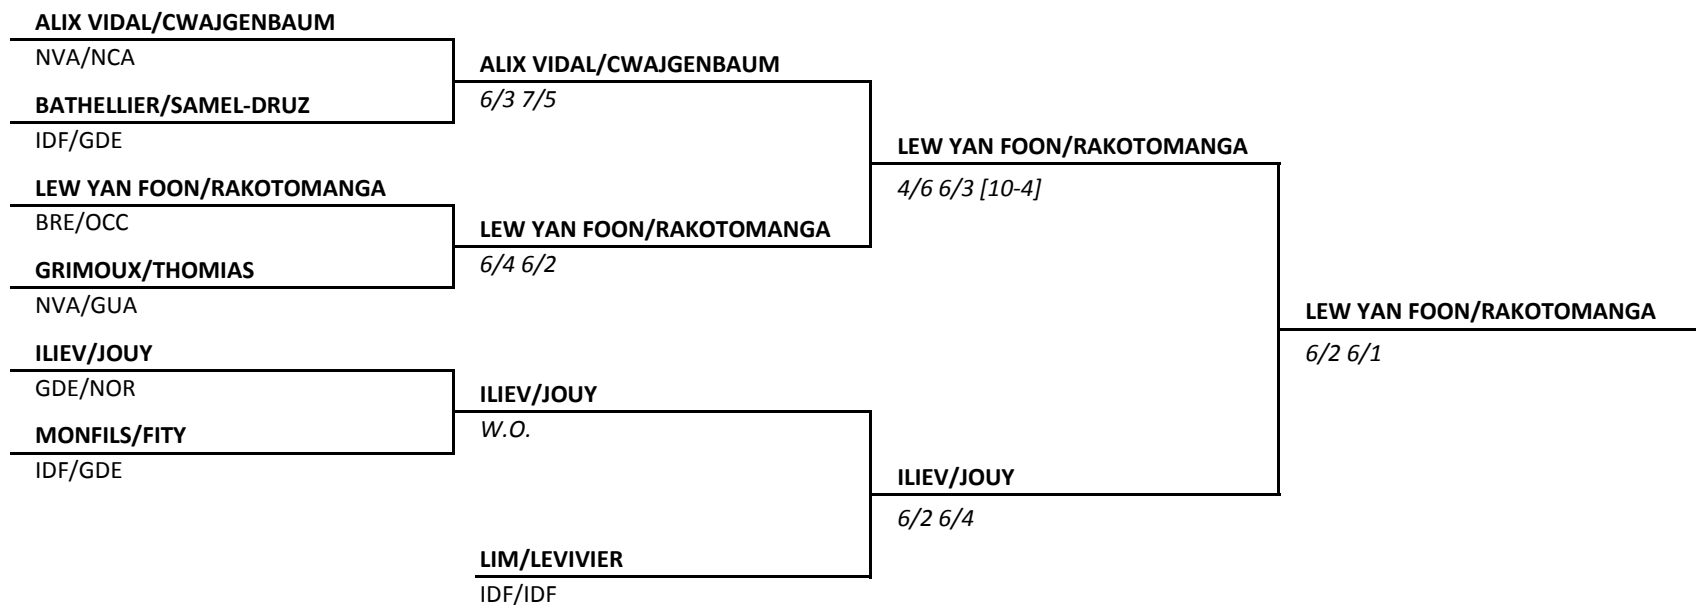 ALIX VIDAL/CWAJGENBAUM
NVA/NCA
BATHELLIER/SAMEL-DRUZ
IDF/GDE
LEW YAN FOON/RAKOTOMANGA
BRE/OCC
GRIMOUX/THOMIAS
NVA/GUA
ILIEV/JOUY
GDE/NOR
MONFILS/FITY
IDF/GDE
ALIX VIDAL/CWAJGENBAUM
6/3 7/5
LEW YAN FOON/RAKOTOMANGA
6/4 6/2
ILIEV/JOUY
W.O.
LIM/LEVIVIER
IDF/IDF
LEW YAN FOON/RAKOTOMANGA
4/6 6/3 [10-4]
ILIEV/JOUY
6/2 6/4
LEW YAN FOON/RAKOTOMANGA
6/2 6/1